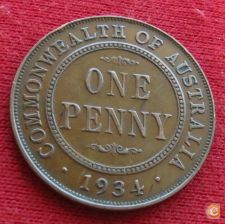 COMMONWEALTH OF AUSTRALIA
ONE
PENNY
· 1934 ·